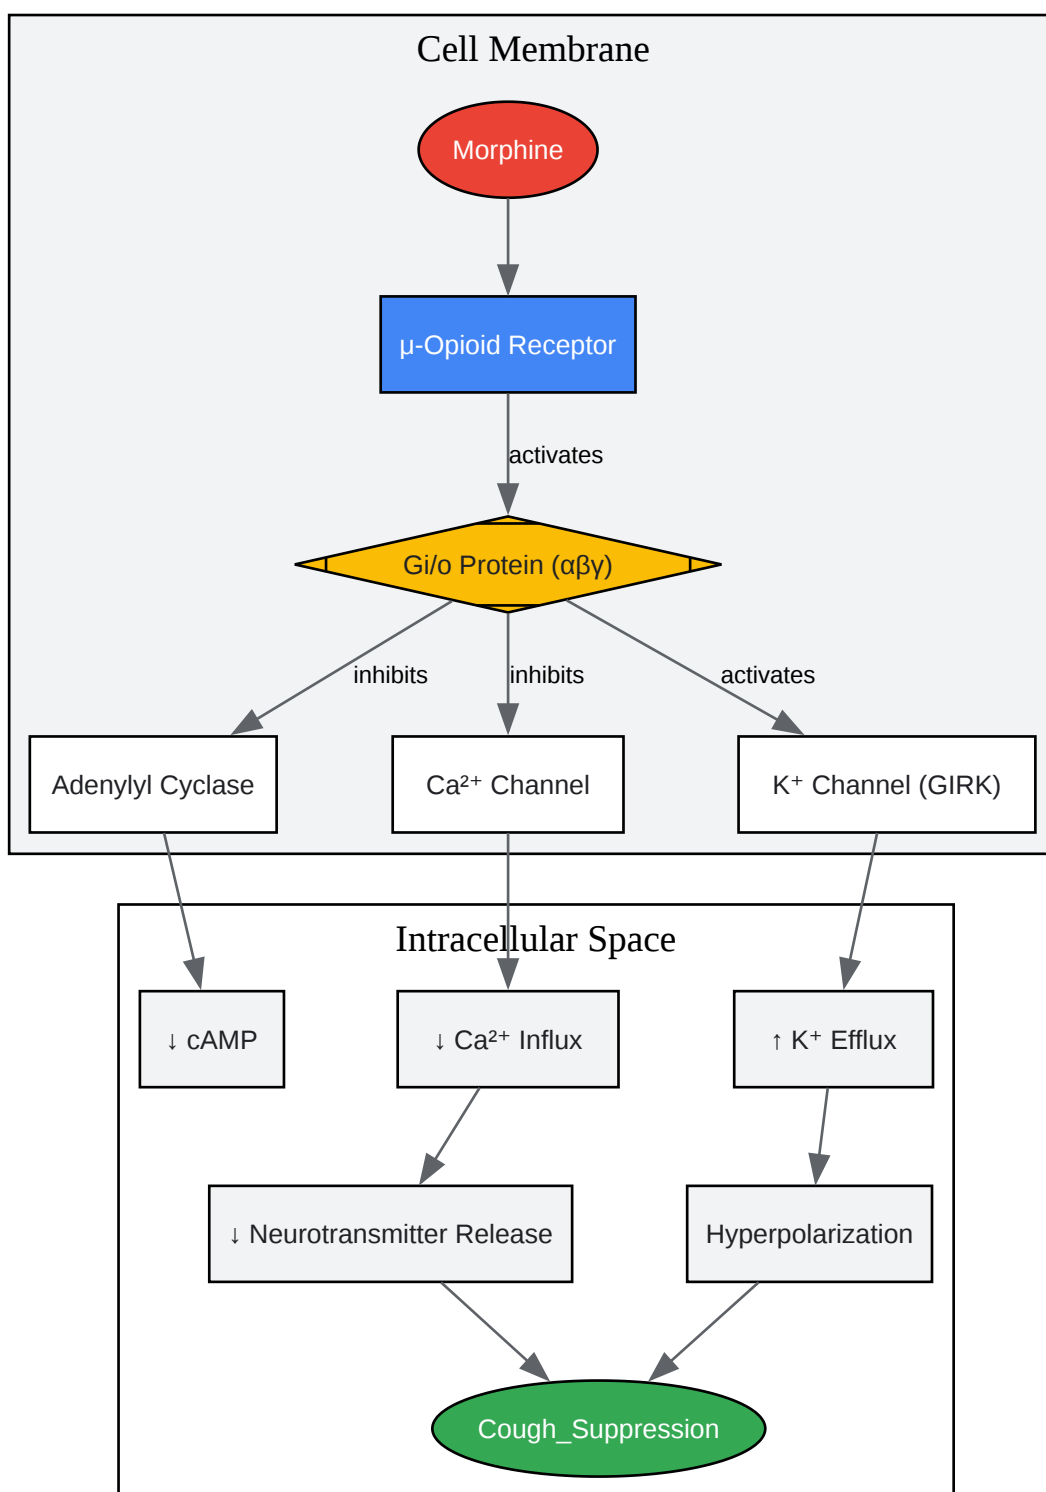 Cell Membrane
Morphine
μ-Opioid Receptor
activates
Gi/o Protein (αβγ)
inhibits
inhibits
activates
Adenylyl Cyclase
Ca²⁺ Channel
K⁺ Channel (GIRK)
Intracellular Space
↓ cAMP
↓ Ca²⁺ Influx
↑ K⁺ Efflux
↓ Neurotransmitter Release
Hyperpolarization
Cough_Suppression